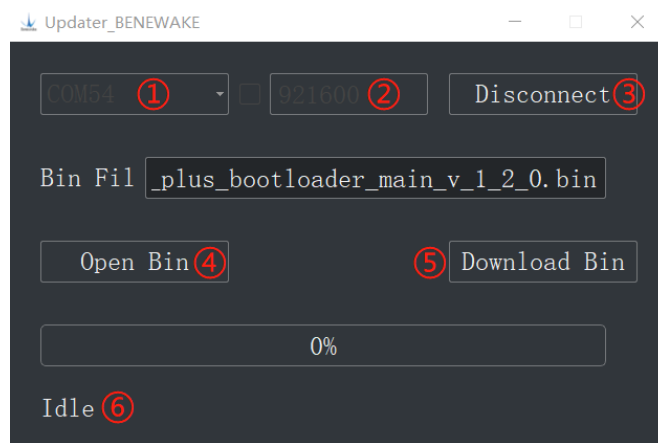 Updater_BENEWAKE
COM54 ① 921600 ② Disconnect ③
Bin Fil _plus_bootloader_main_v_1_2_0.bin
Open Bin ④ ⑤ Download Bin
0%
Idle ⑥